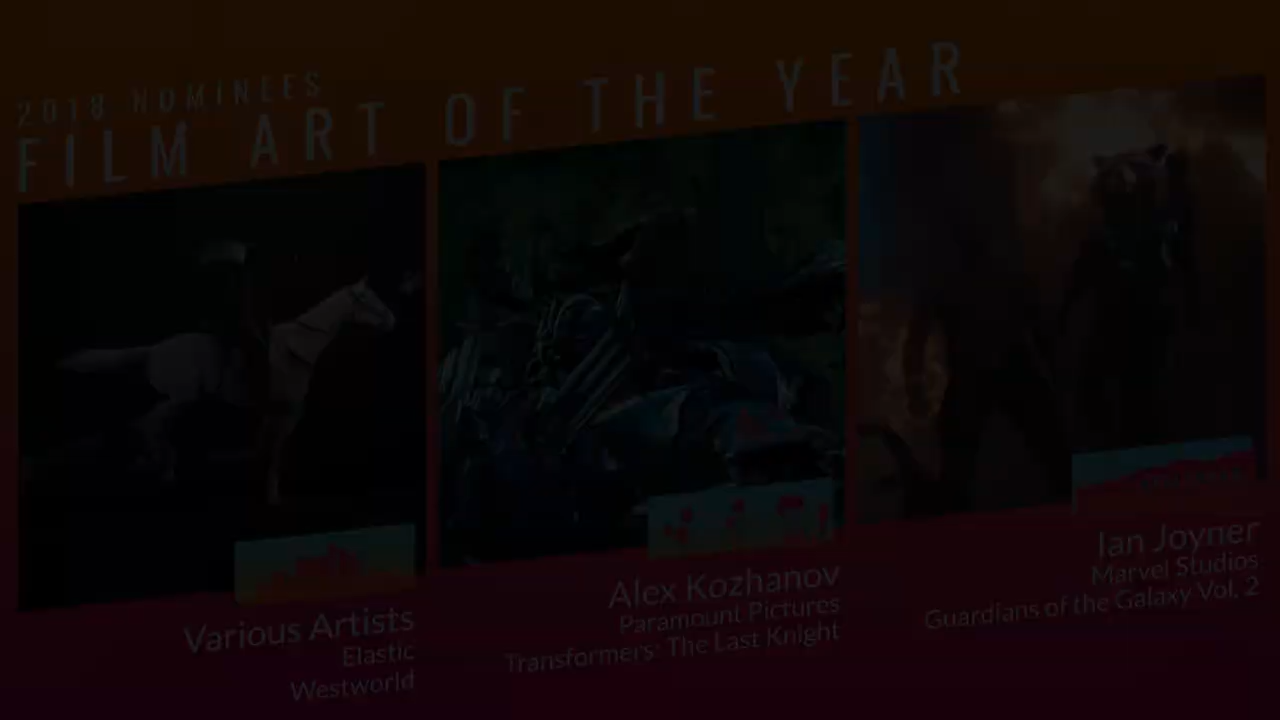 2018 NOMINEES
FILM ART OF THE YEAR
Various Artists
Elastic
Westworld
Alex Kozhanov
Paramount Pictures
Transformers: The Last Knight
Ian Joyner
Marvel Studios
Guardians of the Galaxy Vol. 2